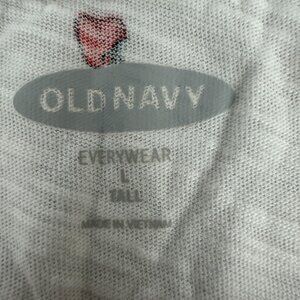 OLD NAVY
EVERYWEAR
L
TALL
MADE IN VIETNAM